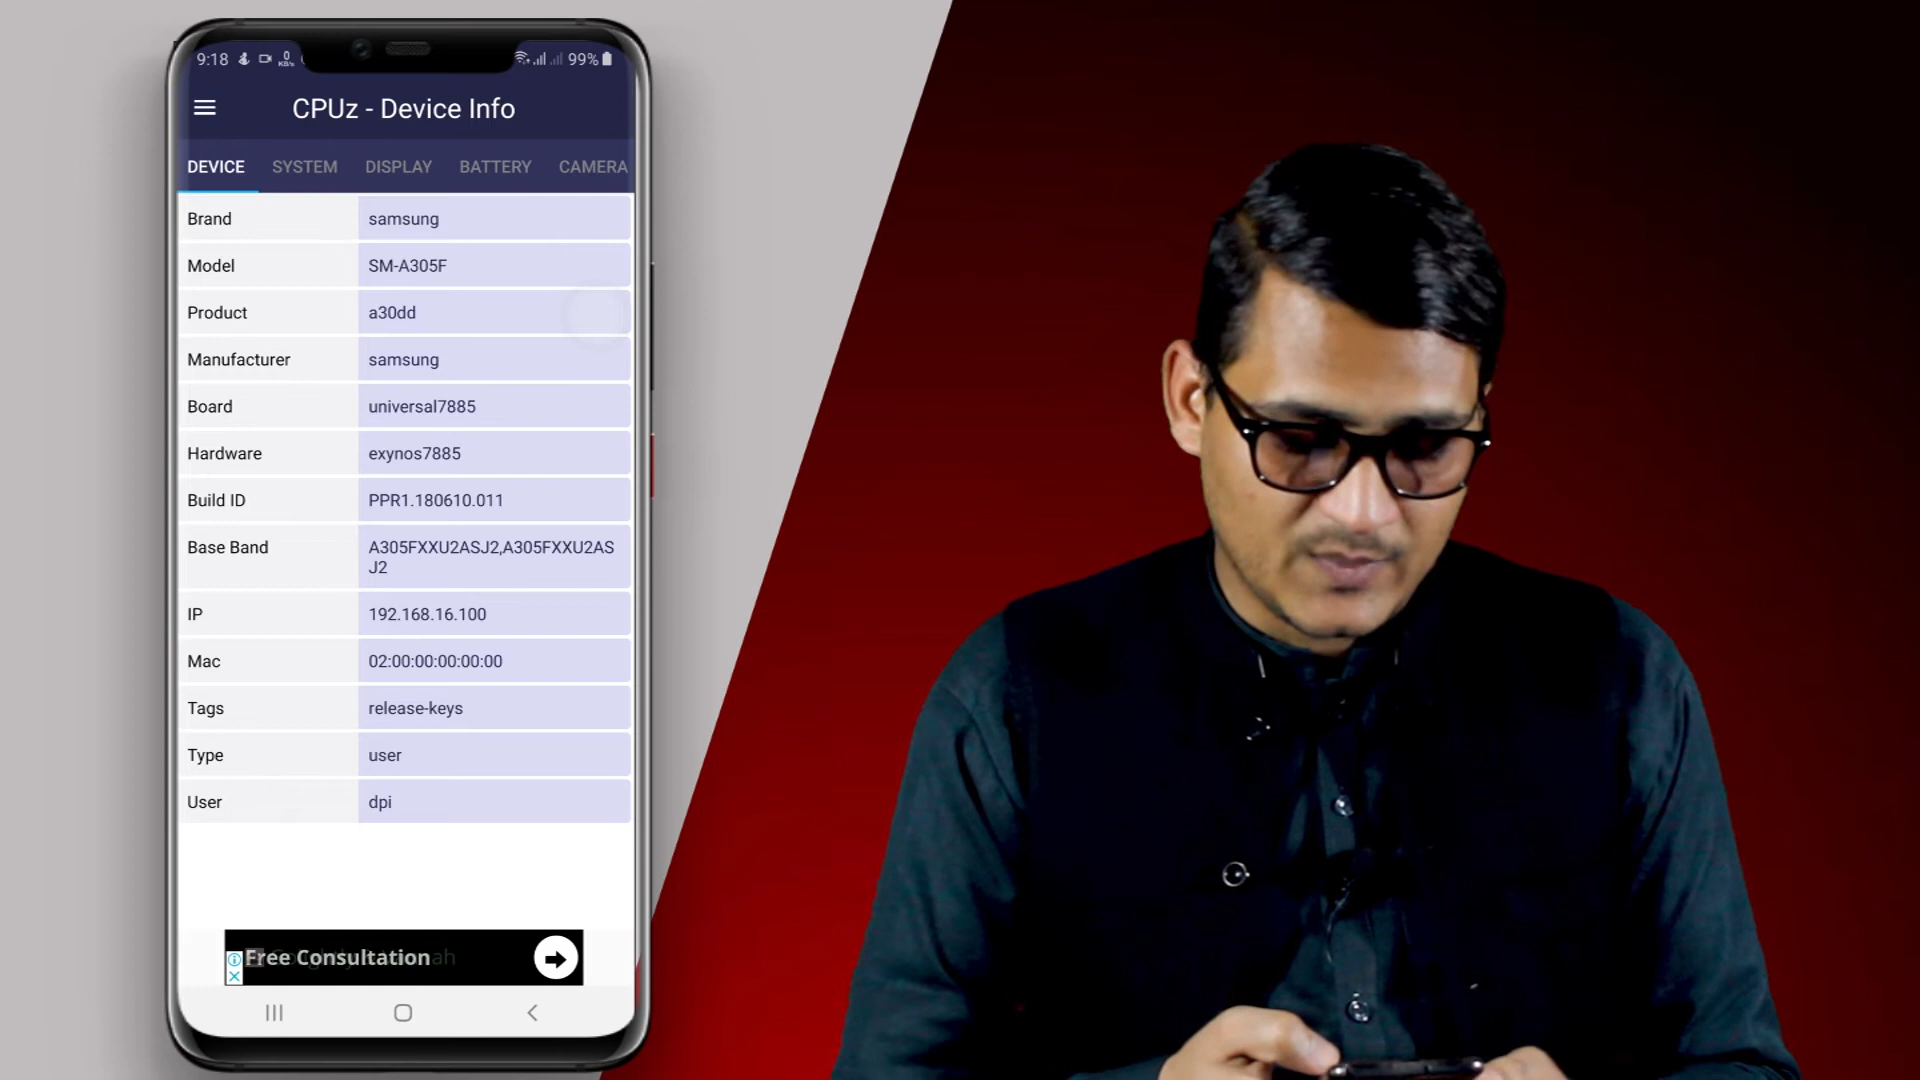 9:18
0
KB/s
99%
CPUz - Device Info
DEVICE SYSTEM DISPLAY BATTERY CAMERA
Brand samsung
Model SM-A305F
Product a30dd
Manufacturer samsung
Board universal7885
Hardware exynos7885
Build ID PPR1.180610.011
Base Band A305FXXU2ASJ2,A305FXXU2AS
J2
IP 192.168.16.100
Mac 02:00:00:00:00:00
Tags release-keys
Type user
User dpi
Free Consultation